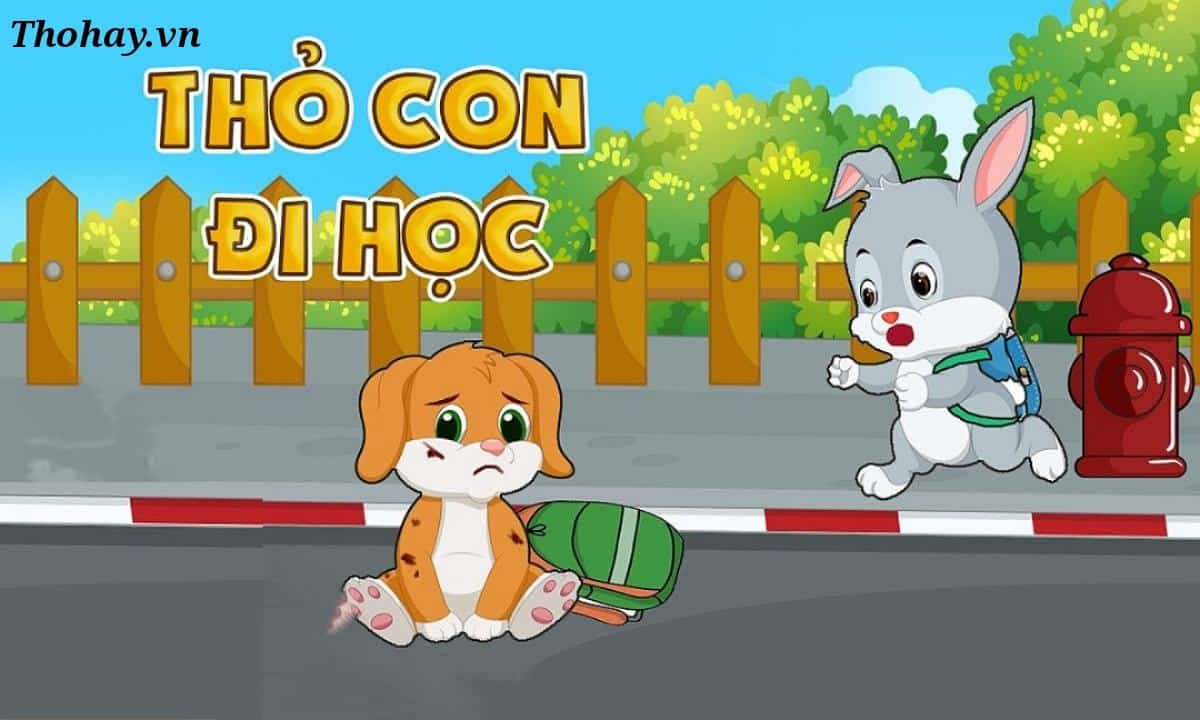 Thohay.vn
THỎ CON
ĐI HỌC